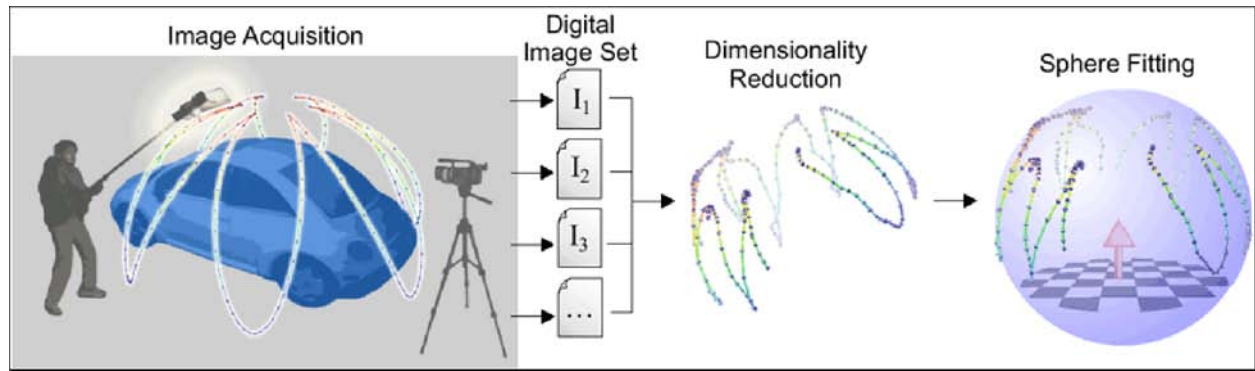 Image Acquisition
Digital
Image Set
Dimensionality
Reduction
Sphere Fitting
I1
I2
I3
...